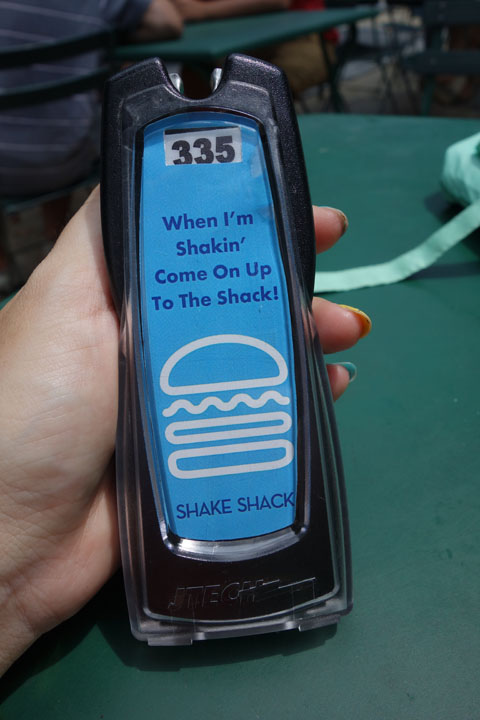 335
When I'm
Shakin'
Come On Up
To The Shack!
SHAKE SHACK
JTECH